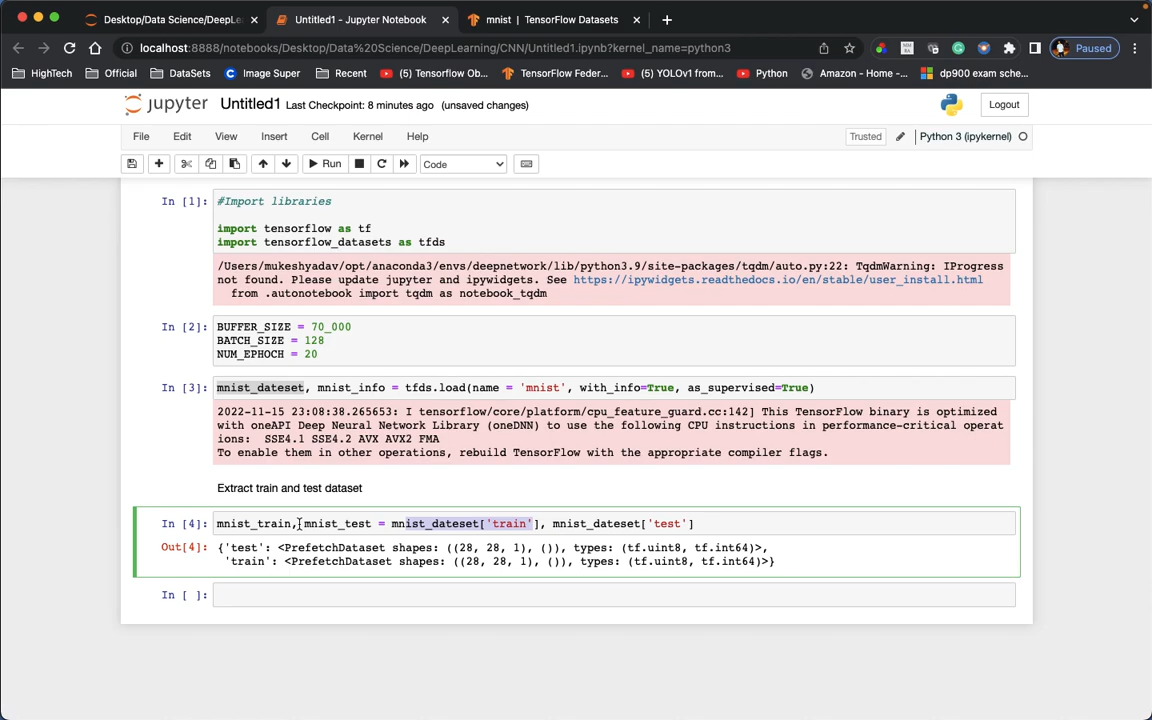 Desktop/Data Science/DeepLe
Untitled1 - Jupyter Notebook
mnist | TensorFlow Datasets
localhost:8888/notebooks/Desktop/Data%20Science/DeepLearning/CNN/Untitled1.ipynb?kernel_name=python3
Paused
HighTech Official DataSets Image Super Recent (5) Tensorflow Ob... TensorFlow Feder... (5) YOLOv1 from... Python Amazon - Home -... dp900 exam sche...
jupyter Untitled1 Last Checkpoint: 8 minutes ago (unsaved changes) Logout
File Edit View Insert Cell Kernel Help Trusted Python 3 (ipykernel)
Run Code
In [1]: #Import libraries
import tensorflow as tf
import tensorflow_datasets as tfds
/Users/mukeshyadav/opt/anaconda3/envs/deepnetwork/lib/python3.9/site-packages/tqdm/auto.py:22: TqdmWarning: IProgress
not found. Please update jupyter and ipywidgets. See https://ipywidgets.readthedocs.io/en/stable/user_install.html
from .autonotebook import tqdm as notebook_tqdm
In [2]: BUFFER_SIZE = 70_000
BATCH_SIZE = 128
NUM_EPHOCH = 20
In [3]: mnist_dateset, mnist_info = tfds.load(name = 'mnist', with_info=True, as_supervised=True)
2022-11-15 23:08:38.265653: I tensorflow/core/platform/cpu_feature_guard.cc:142] This TensorFlow binary is optimized
with oneAPI Deep Neural Network Library (oneDNN) to use the following CPU instructions in performance-critical operat
ions: SSE4.1 SSE4.2 AVX AVX2 FMA
To enable them in other operations, rebuild TensorFlow with the appropriate compiler flags.
Extract train and test dataset
In [4]: mnist_train, mnist_test = mnist_dateset['train'], mnist_dateset['test']
Out[4]: {'test': <PrefetchDataset shapes: ((28, 28, 1), ()), types: (tf.uint8, tf.int64)>,
'train': <PrefetchDataset shapes: ((28, 28, 1), ()), types: (tf.uint8, tf.int64)>}
In [ ]: